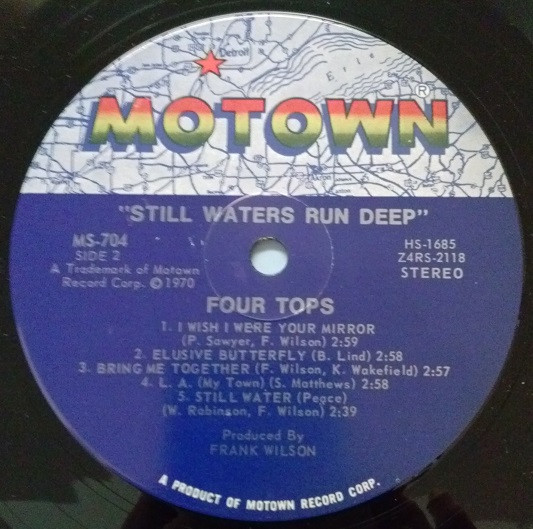 Detroit
Erie
MOTOWN®
"STILL WATERS RUN DEEP"
MS-704
SIDE 2
A Trademark of Motown
Record Corp. © 1970
HS-1685
Z4RS-2118
STEREO
FOUR TOPS
1. I WISH I WERE YOUR MIRROR
(P. Sawyer, F. Wilson) 2:59
2. ELUSIVE BUTTERFLY (B. Lind) 2:58
3. BRING ME TOGETHER (F. Wilson, K. Wakefield) 2:57
4. L. A. (My Town) (S. Matthews) 2:58
5. STILL WATER (Peace)
(W. Robinson, F. Wilson) 2:39
Produced By
FRANK WILSON
A PRODUCT OF MOTOWN RECORD CORP.